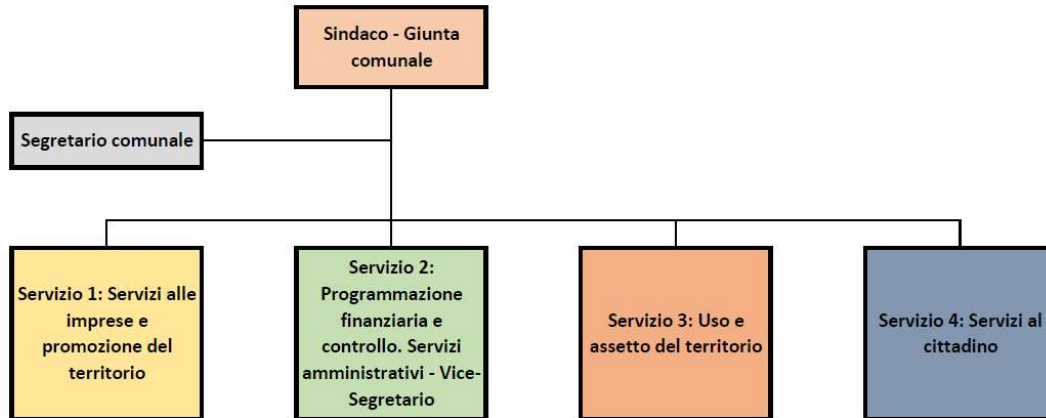 Sindaco - Giunta
comunale
Segretario comunale
Servizio 1: Servizi alle
imprese e
promozione del
territorio
Servizio 2:
Programmazione
finanziaria e
controllo. Servizi
amministrativi - Vice-
Segretario
Servizio 3: Uso e
assetto del territorio
Servizio 4: Servizi al
cittadino